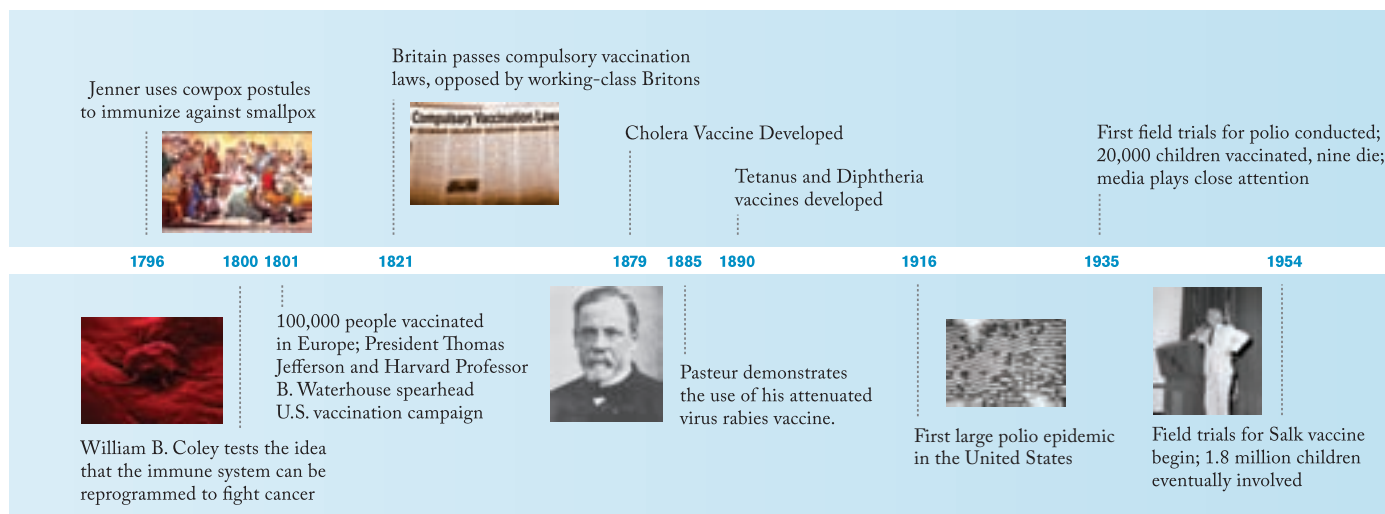 Britain passes compulsory vaccination
laws, opposed by working-class Britons
Jenner uses cowpox postules
to immunize against smallpox
Compulsory Vaccination Laws
Cholera Vaccine Developed
First field trials for polio conducted;
20,000 children vaccinated, nine die;
media plays close attention
Tetanus and Diphtheria
vaccines developed
1796
1800
1801
1821
1879
1885
1890
1916
1935
1954
William B. Coley tests the idea
that the immune system can be
reprogrammed to fight cancer
100,000 people vaccinated
in Europe; President Thomas
Jefferson and Harvard Professor
B. Waterhouse spearhead
U.S. vaccination campaign
Pasteur demonstrates
the use of his attenuated
virus rabies vaccine.
First large polio epidemic
in the United States
Field trials for Salk vaccine
begin; 1.8 million children
eventually involved